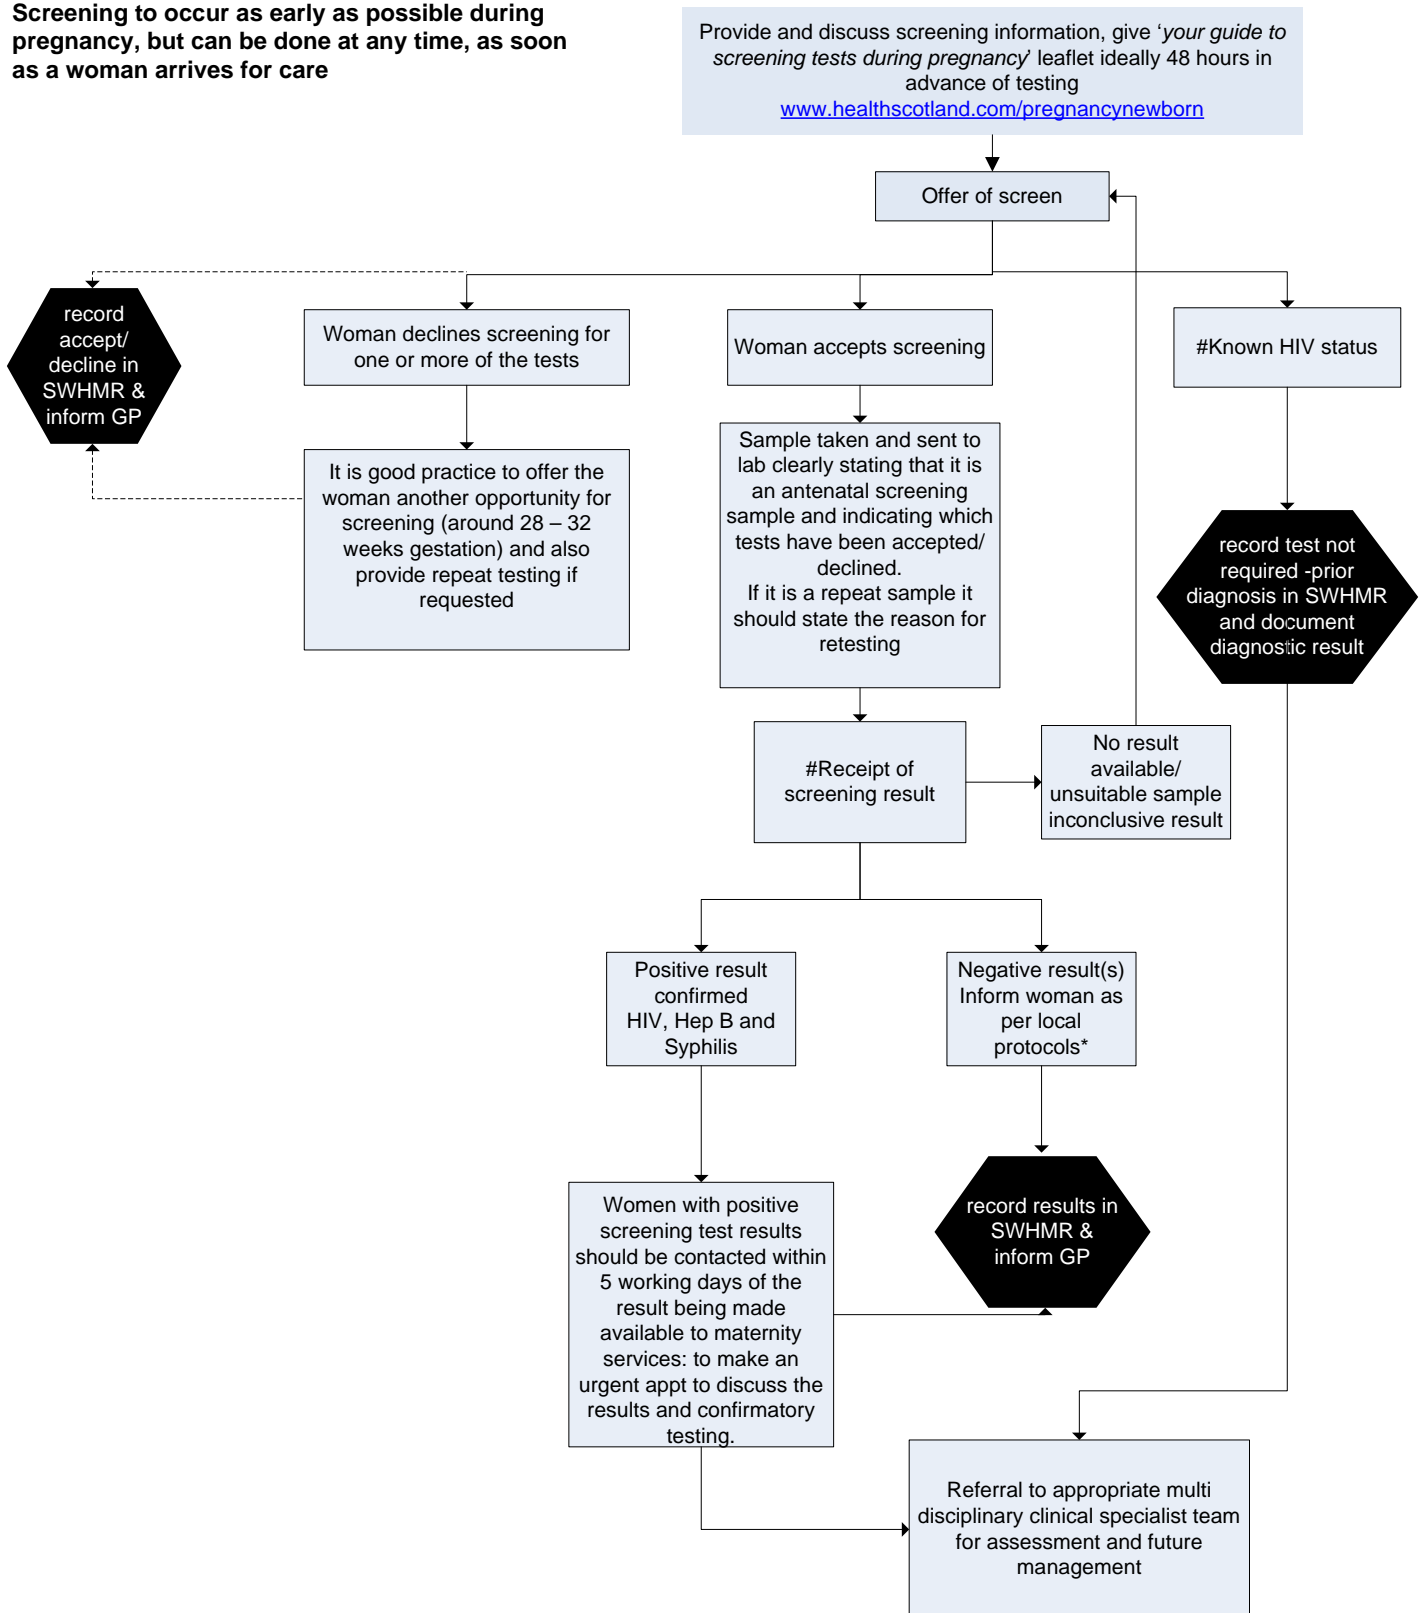 Screening to occur as early as possible during
pregnancy, but can be done at any time, as soon
as a woman arrives for care
Provide and discuss screening information, give ‘your guide to
screening tests during pregnancy’ leaflet ideally 48 hours in
advance of testing
www.healthscotland.com/pregnancynewborn
Offer of screen
record
accept/
decline in
SWHMR &
inform GP
Woman declines screening for
one or more of the tests
Woman accepts screening
#Known HIV status
It is good practice to offer the
woman another opportunity for
screening (around 28 – 32
weeks gestation) and also
provide repeat testing if
requested
Sample taken and sent to
lab clearly stating that it is
an antenatal screening
sample and indicating which
tests have been accepted/
declined.
If it is a repeat sample it
should state the reason for
retesting
record test not
required -prior
diagnosis in SWHMR
and document
diagnostic result
#Receipt of
screening result
No result
available/
unsuitable sample
inconclusive result
Positive result
confirmed
HIV, Hep B and
Syphilis
Negative result(s)
Inform woman as
per local
protocols*
Women with positive
screening test results
should be contacted within
5 working days of the
result being made
available to maternity
services: to make an
urgent appt to discuss the
results and confirmatory
testing.
record results in
SWHMR &
inform GP
Referral to appropriate multi
disciplinary clinical specialist team
for assessment and future
management